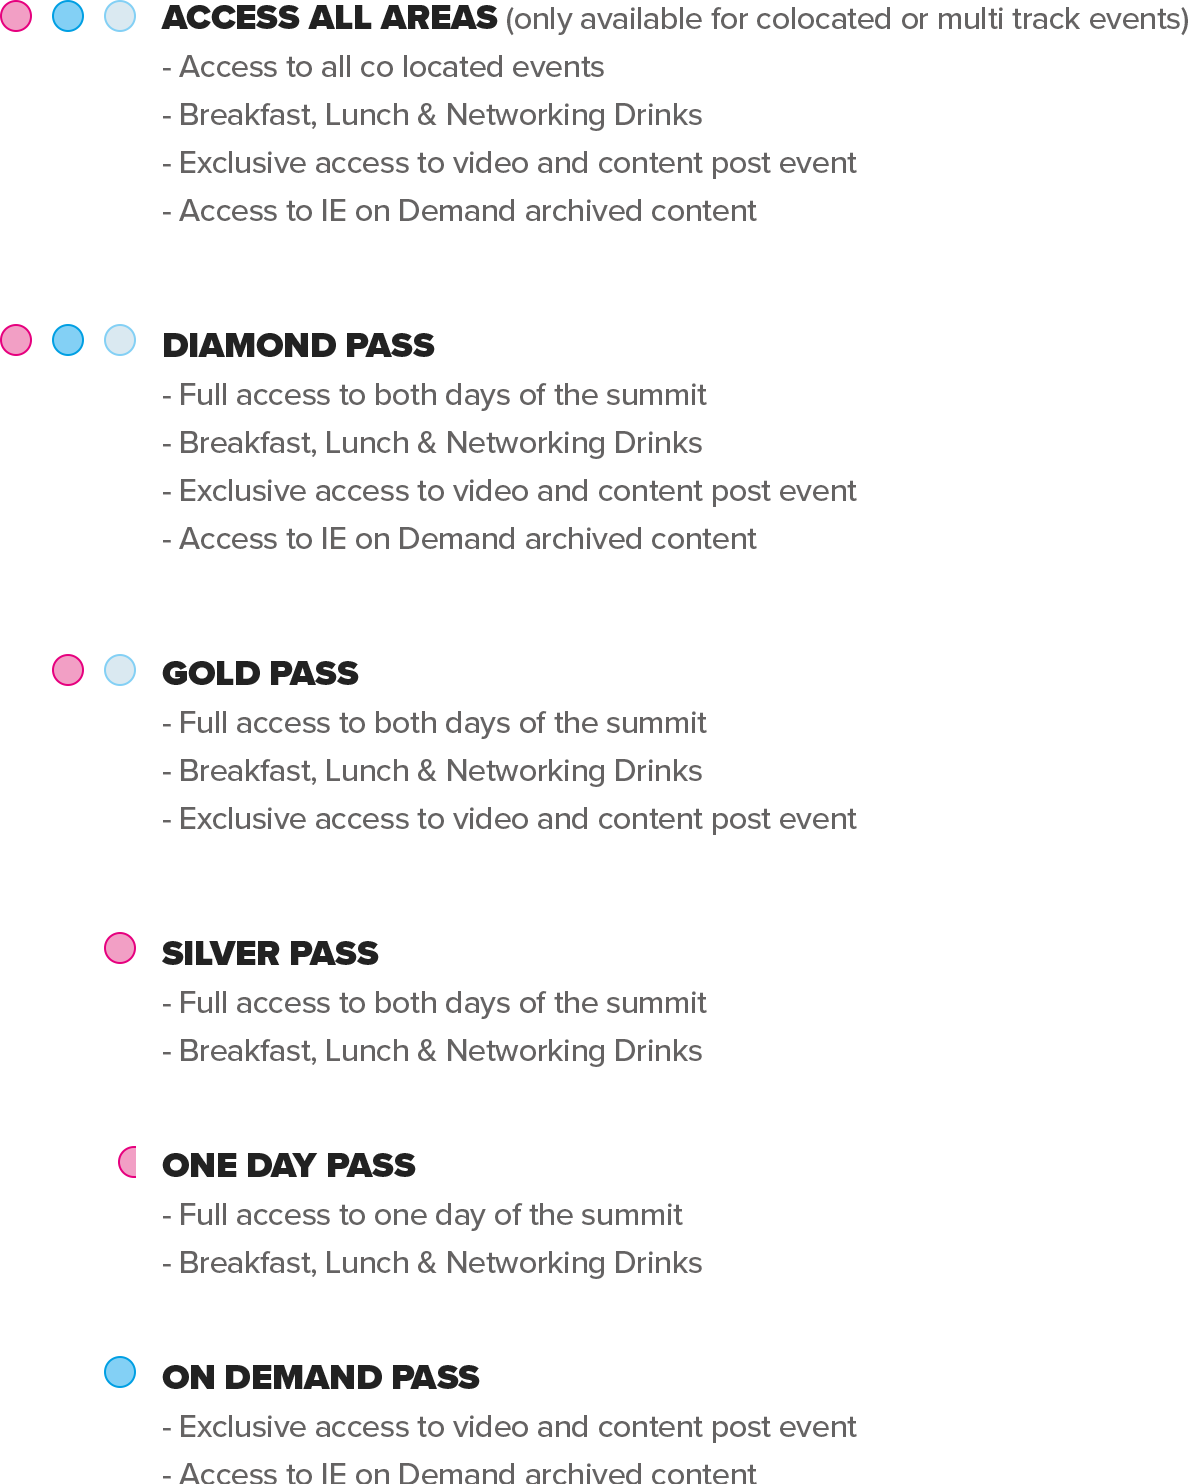 ACCESS ALL AREAS (only available for colocated or multi track events)
- Access to all co located events
- Breakfast, Lunch & Networking Drinks
- Exclusive access to video and content post event
- Access to IE on Demand archived content
DIAMOND PASS
- Full access to both days of the summit
- Breakfast, Lunch & Networking Drinks
- Exclusive access to video and content post event
- Access to IE on Demand archived content
GOLD PASS
- Full access to both days of the summit
- Breakfast, Lunch & Networking Drinks
- Exclusive access to video and content post event
SILVER PASS
- Full access to both days of the summit
- Breakfast, Lunch & Networking Drinks
ONE DAY PASS
- Full access to one day of the summit
- Breakfast, Lunch & Networking Drinks
ON DEMAND PASS
- Exclusive access to video and content post event
- Access to IE on Demand archived content